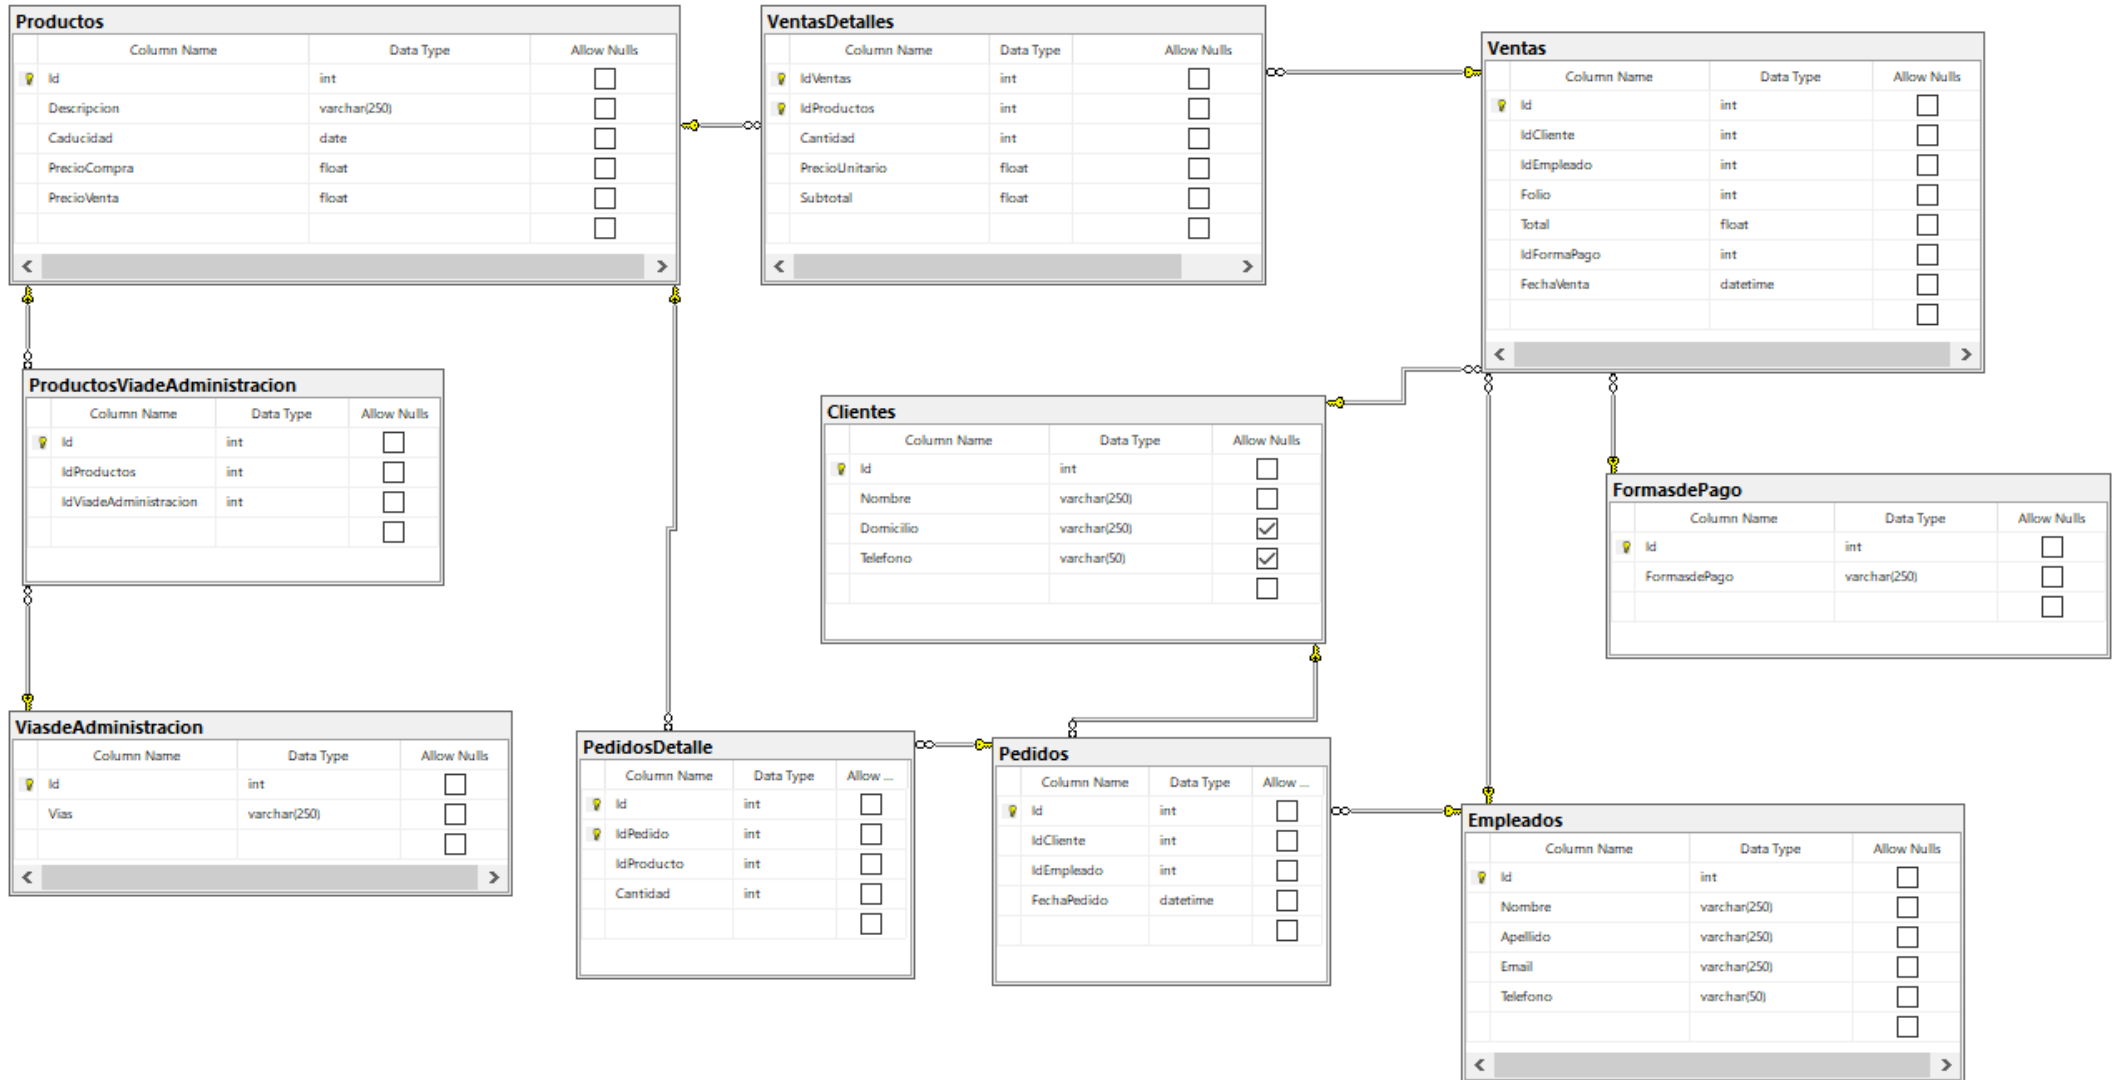 Productos
Column Name Data Type Allow Nulls
Id int
Descripcion varchar(250)
Caducidad date
PrecioCompra float
PrecioVenta float
VentasDetalles
Column Name Data Type Allow Nulls
IdVentas int
IdProductos int
Cantidad int
PrecioUnitario float
Subtotal float
Ventas
Column Name Data Type Allow Nulls
Id int
IdCliente int
IdEmpleado int
Folio int
Total float
IdFormaPago int
FechaVenta datetime
ProductosViadeAdministracion
Column Name Data Type Allow Nulls
Id int
IdProductos int
IdViadeAdministracion int
Clientes
Column Name Data Type Allow Nulls
Id int
Nombre varchar(250)
Domicilio varchar(250)
Telefono varchar(50)
FormasdePago
Column Name Data Type Allow Nulls
Id int
FormasdePago varchar(250)
ViasdeAdministracion
Column Name Data Type Allow Nulls
Id int
Vias varchar(250)
PedidosDetalle
Column Name Data Type Allow ...
Id int
IdPedido int
IdProducto int
Cantidad int
Pedidos
Column Name Data Type Allow ...
Id int
IdCliente int
IdEmpleado int
FechaPedido datetime
Empleados
Column Name Data Type Allow Nulls
Id int
Nombre varchar(250)
Apellido varchar(250)
Email varchar(250)
Telefono varchar(50)